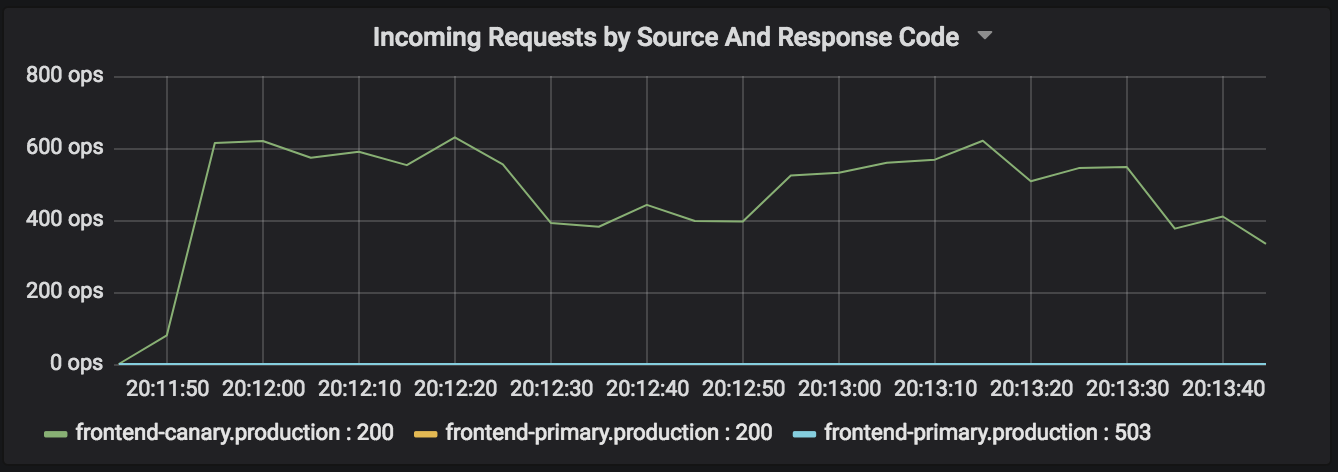 Incoming Requests by Source And Response Code
800 ops
600 ops
400 ops
200 ops
0 ops
20:11:50 20:12:00 20:12:10 20:12:20 20:12:30 20:12:40 20:12:50 20:13:00 20:13:10 20:13:20 20:13:30 20:13:40
frontend-canary.production : 200 frontend-primary.production : 200 frontend-primary.production : 503